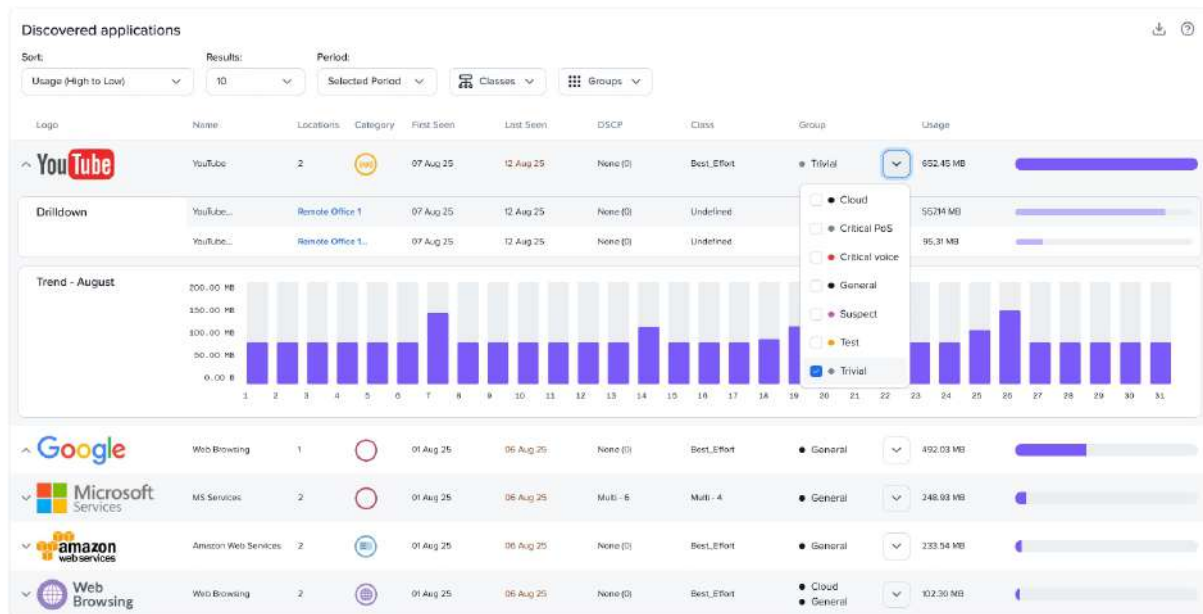 Discovered applications
Sort: Results: Period:
Usage (High to Low) 10 Selected Period Classes Groups
Logo Name Locations Category First Seen Last Seen DSCP Class Group Usage
YouTube YouTube 2 07 Aug 25 12 Aug 25 None (0) Best_Effort Trivial 652.45 MB
Cloud
Drilldown YouTube... Remote Office 1 07 Aug 25 12 Aug 25 None (0) Undefined 557.14 MB
Critical PoS
YouTube... Remote Office 1... 07 Aug 25 12 Aug 25 None (0) Undefined 95.31 MB
Critical voice
Trend - August
General
Suspect
Test
Trivial
200.00 MB
150.00 MB
100.00 MB
50.00 MB
0.00 B
1 2 3 4 5 6 7 8 9 10 11 12 13 14 15 16 17 18 19 20 21 22 23 24 25 26 27 28 29 30 31
Google Web Browsing 1 01 Aug 25 06 Aug 25 None (0) Best_Effort General 492.03 MB
Microsoft Services MS Services 2 01 Aug 25 06 Aug 25 Multi - 6 Multi - 4 General 248.93 MB
amazon web services Amazon Web Services 2 01 Aug 25 06 Aug 25 None (0) Best_Effort General 233.54 MB
Web Browsing Web Browsing 2 01 Aug 25 06 Aug 25 None (0) Best_Effort Cloud General 102.30 MB